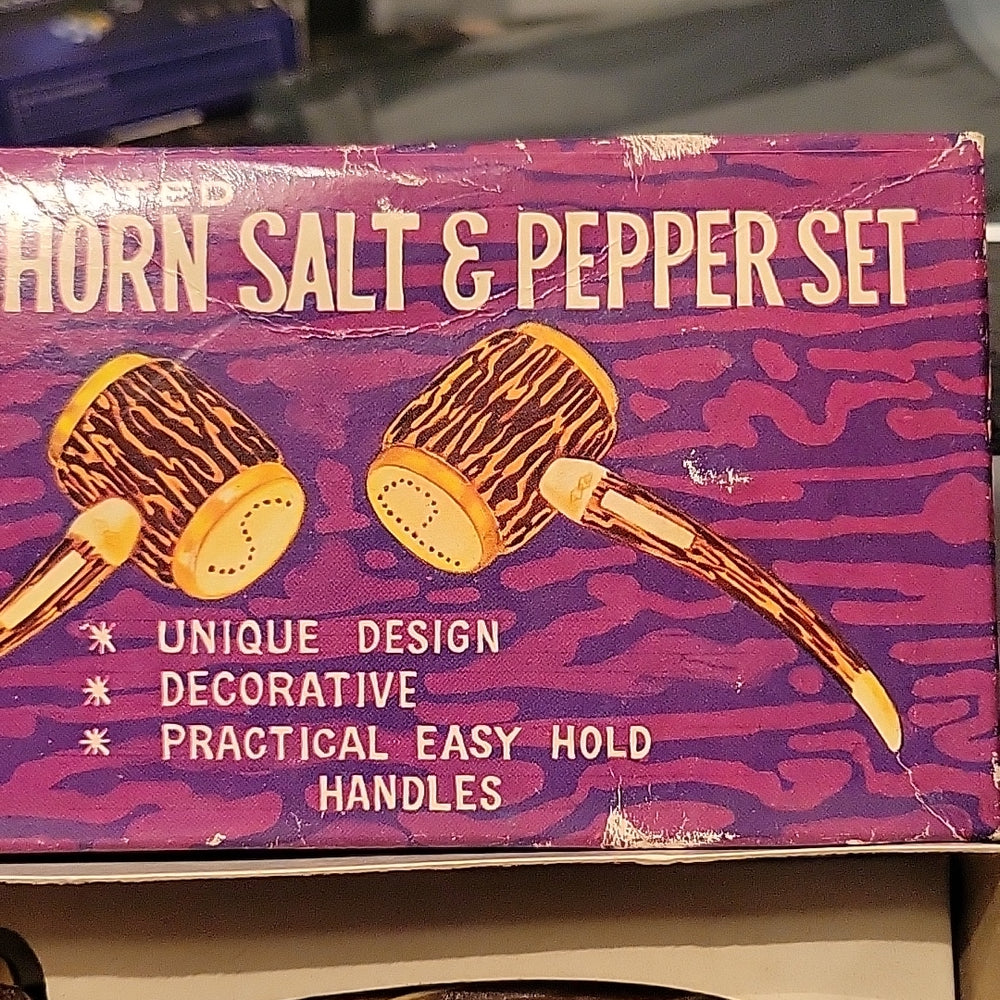 HORN SALT & PEPPER SET
S
P
* UNIQUE DESIGN
* DECORATIVE
* PRACTICAL EASY HOLD
HANDLES